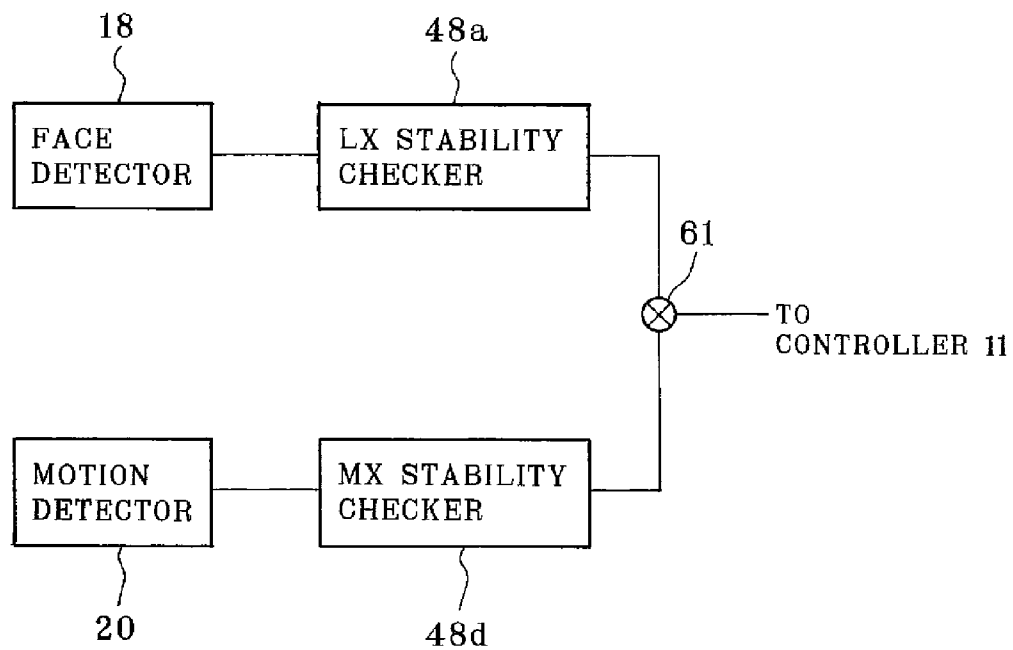 18
48a
FACE
DETECTOR
LX STABILITY
CHECKER
61
TO
CONTROLLER 11
MOTION
DETECTOR
MX STABILITY
CHECKER
20
48d